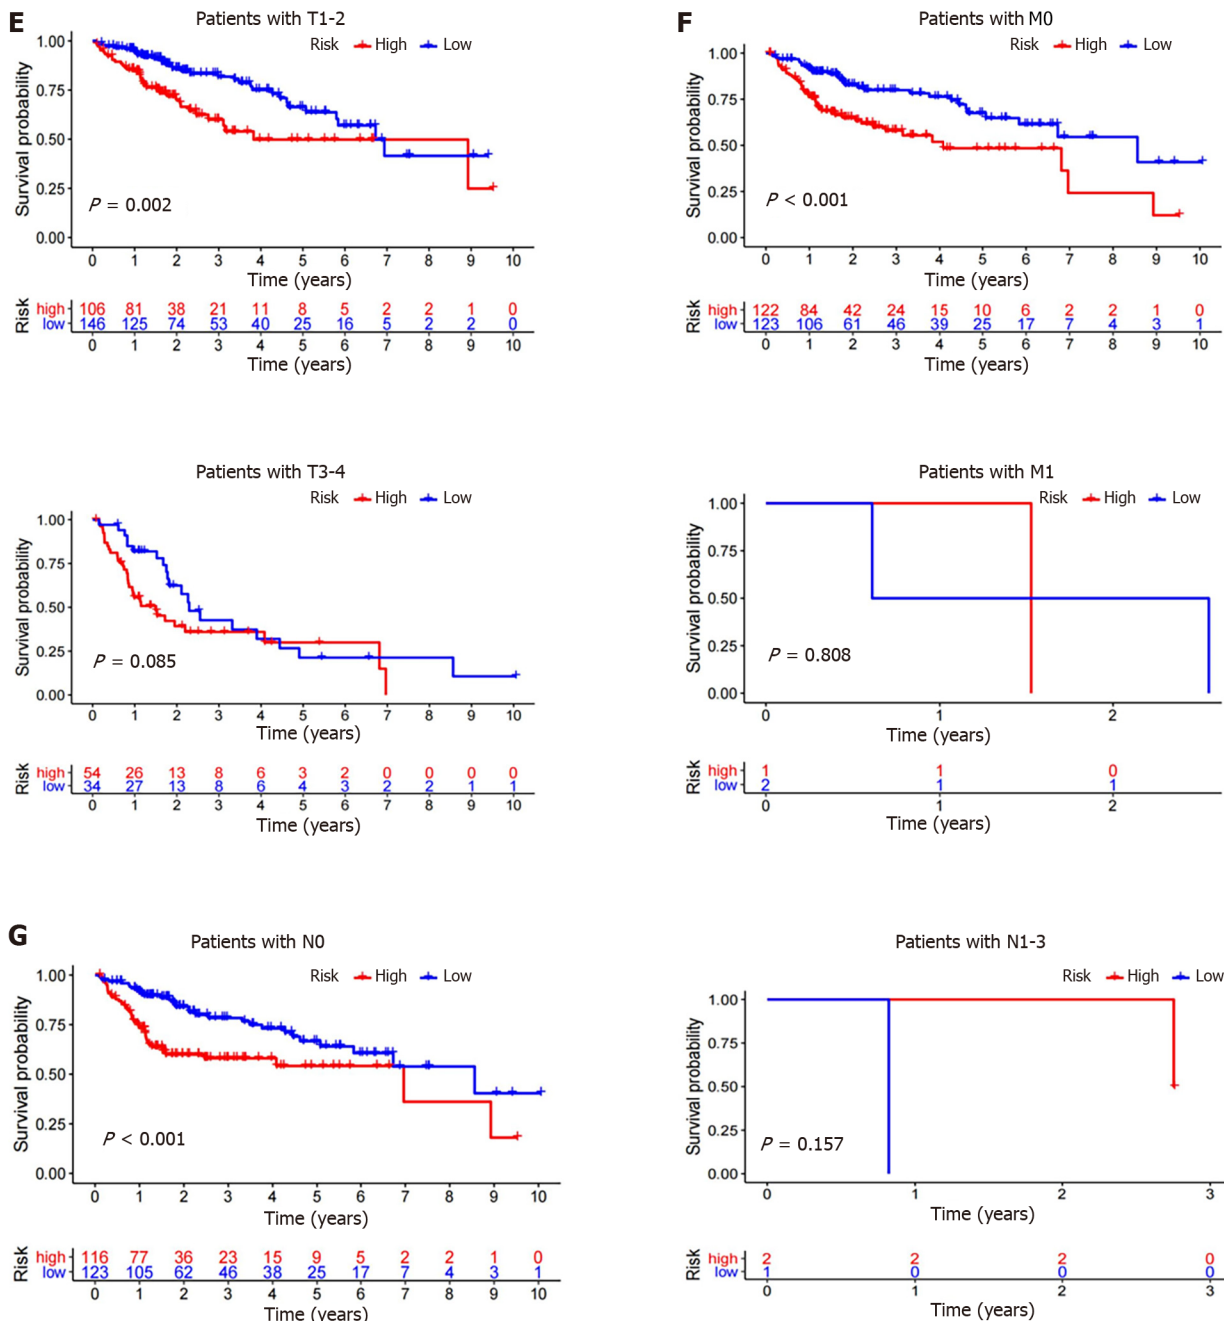 E
Patients with T1-2
Risk High Low
Survival probability
1.00
0.75
0.50
0.25
0.00
P = 0.002
0 1 2 3 4 5 6 7 8 9 10
Time (years)
Risk
high 106 81 38 21 11 8 5 2 2 1 0
low 146 125 74 53 40 25 16 5 2 2 0
0 1 2 3 4 5 6 7 8 9 10
Time (years)
F
Patients with M0
Risk High Low
Survival probability
1.00
0.75
0.50
0.25
0.00
P < 0.001
0 1 2 3 4 5 6 7 8 9 10
Time (years)
Risk
high 122 84 42 24 15 10 6 2 2 1 0
low 123 106 61 46 39 25 17 7 4 3 1
0 1 2 3 4 5 6 7 8 9 10
Time (years)
Patients with T3-4
Risk High Low
Survival probability
1.00
0.75
0.50
0.25
0.00
P = 0.085
0 1 2 3 4 5 6 7 8 9 10
Time (years)
Risk
high 54 26 13 8 6 3 2 0 0 0 0
low 34 27 13 8 6 4 3 2 2 1 1
0 1 2 3 4 5 6 7 8 9 10
Time (years)
Patients with M1
Risk High Low
Survival probability
1.00
0.75
0.50
0.25
0.00
P = 0.808
0 1 2
Time (years)
Risk
high 1 1 0
low 2 1 1
0 1 2
Time (years)
G
Patients with N0
Risk High Low
Survival probability
1.00
0.75
0.50
0.25
0.00
P < 0.001
0 1 2 3 4 5 6 7 8 9 10
Time (years)
Risk
high 116 77 36 23 15 9 5 2 2 1 0
low 123 105 62 46 38 25 17 7 4 3 1
0 1 2 3 4 5 6 7 8 9 10
Time (years)
Patients with N1-3
Risk High Low
Survival probability
1.00
0.75
0.50
0.25
0.00
P = 0.157
0 1 2 3
Time (years)
Risk
high 2 2 2 0
low 1 0 0 0
0 1 2 3
Time (years)